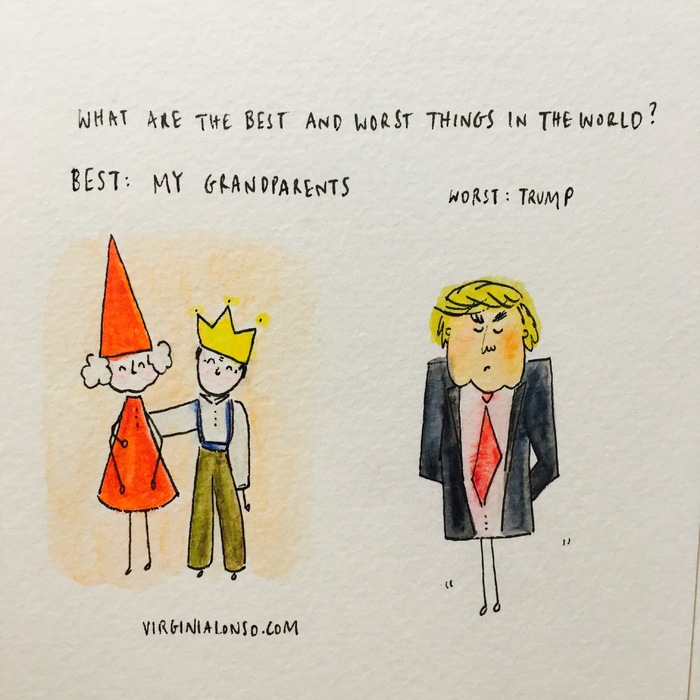 WHAT ARE THE BEST AND WORST THINGS IN THE WORLD?
BEST: MY GRANDPARENTS
WORST: TRUMP
VIRGINIALONSO.COM